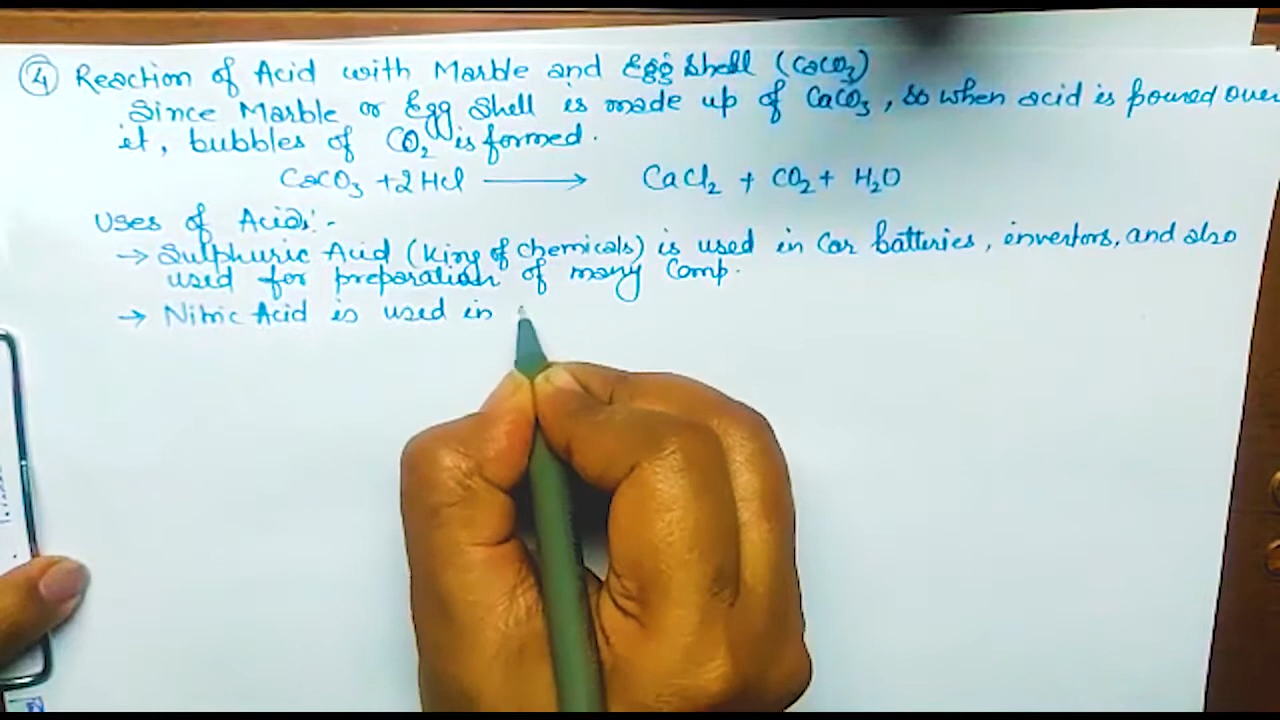 ④ Reaction of Acid with Marble and Egg Shell (CaCO₃)
Since Marble or Egg Shell is made up of CaCO₃, so when acid is poured over
it, bubbles of CO₂ is formed.
CaCO₃ + 2HCl ⟶ CaCl₂ + CO₂ + H₂O
Uses of Acids:-
→ Sulphuric Acid (King of Chemicals) is used in Car batteries, invertors, and also
used for preparation of many Comp.
→ Nitric Acid is used in